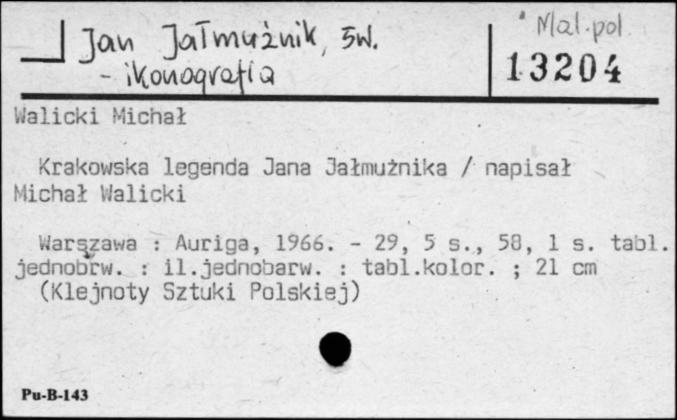 Jan Jałmużnik, św.
- ikonografia
Mal.pol.
13204
Walicki Michał
Krakowska legenda Jana Jałmużnika / napisał
Michał Walicki
Warszawa : Auriga, 1966. - 29, 5 s., 58, 1 s. tabl.
jednobrw. : il.jednobarw. : tabl.kolor. ; 21 cm
(Klejnoty Sztuki Polskiej)
Pu-B-143